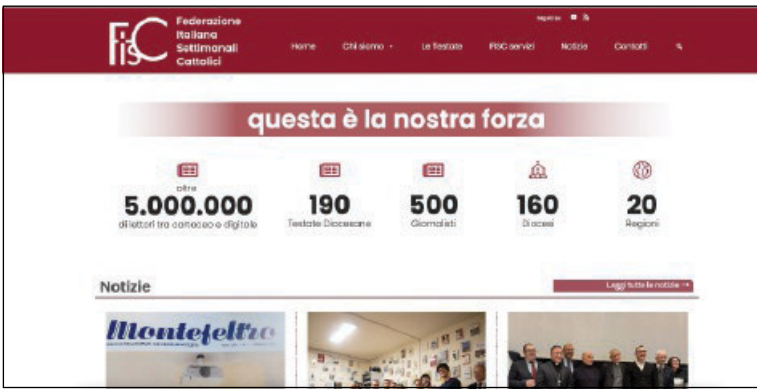 FisC
Federazione
Italiana
Settimanali
Cattolici
Home Chi siamo Le Testate FISC servizi Notizie Contatti
questa è la nostra forza
oltre
5.000.000
di lettori tra cartaceo e digitale
190
Testate Diocesane
500
Giornalisti
160
Diocesi
20
Regioni
Notizie
Leggi tutte le notizie →
Montefeltro